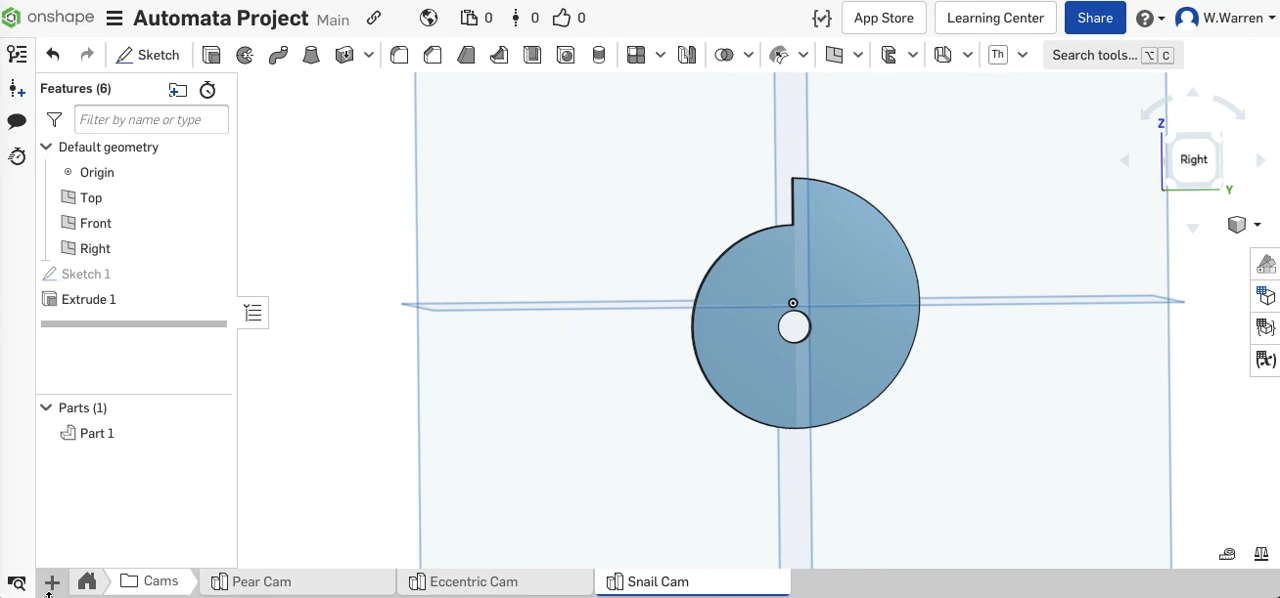 onshape Automata Project Main 0 0 0 App Store Learning Center Share W.Warren
Sketch Th Search tools... ⌥ C
Features (6)
Filter by name or type
Default geometry
Origin
Top
Front
Right
Sketch 1
Extrude 1
Parts (1)
Part 1
Z
Right
Y
(x)
Cams Pear Cam Eccentric Cam Snail Cam